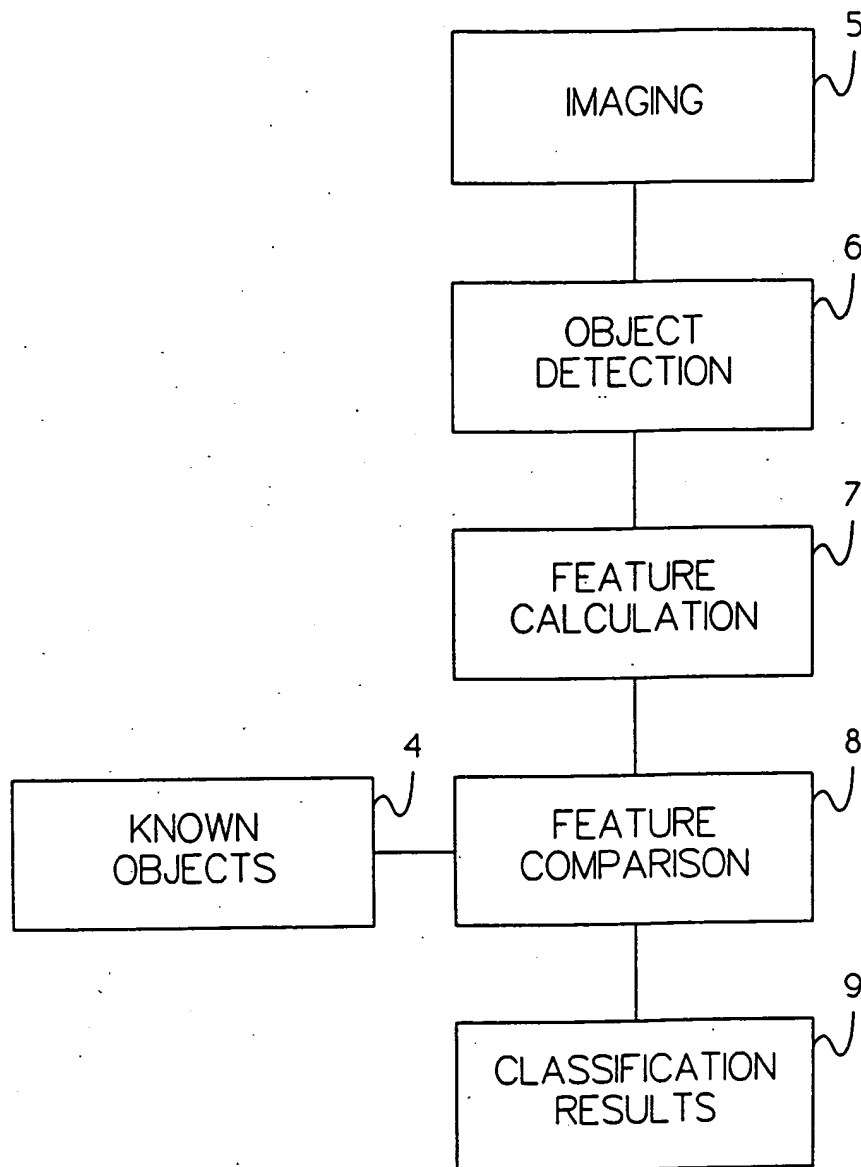 5
IMAGING
6
OBJECT
DETECTION
7
FEATURE
CALCULATION
4
KNOWN
OBJECTS
8
FEATURE
COMPARISON
9
CLASSIFICATION
RESULTS